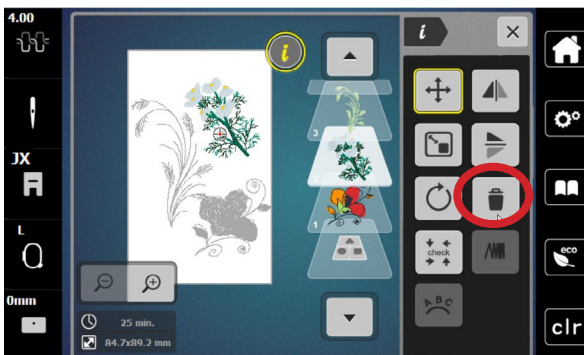 4.00
i
i
JX
3
2
1
L
check
eco
0mm
ABC
25 min.
84.7x89.2 mm
clr